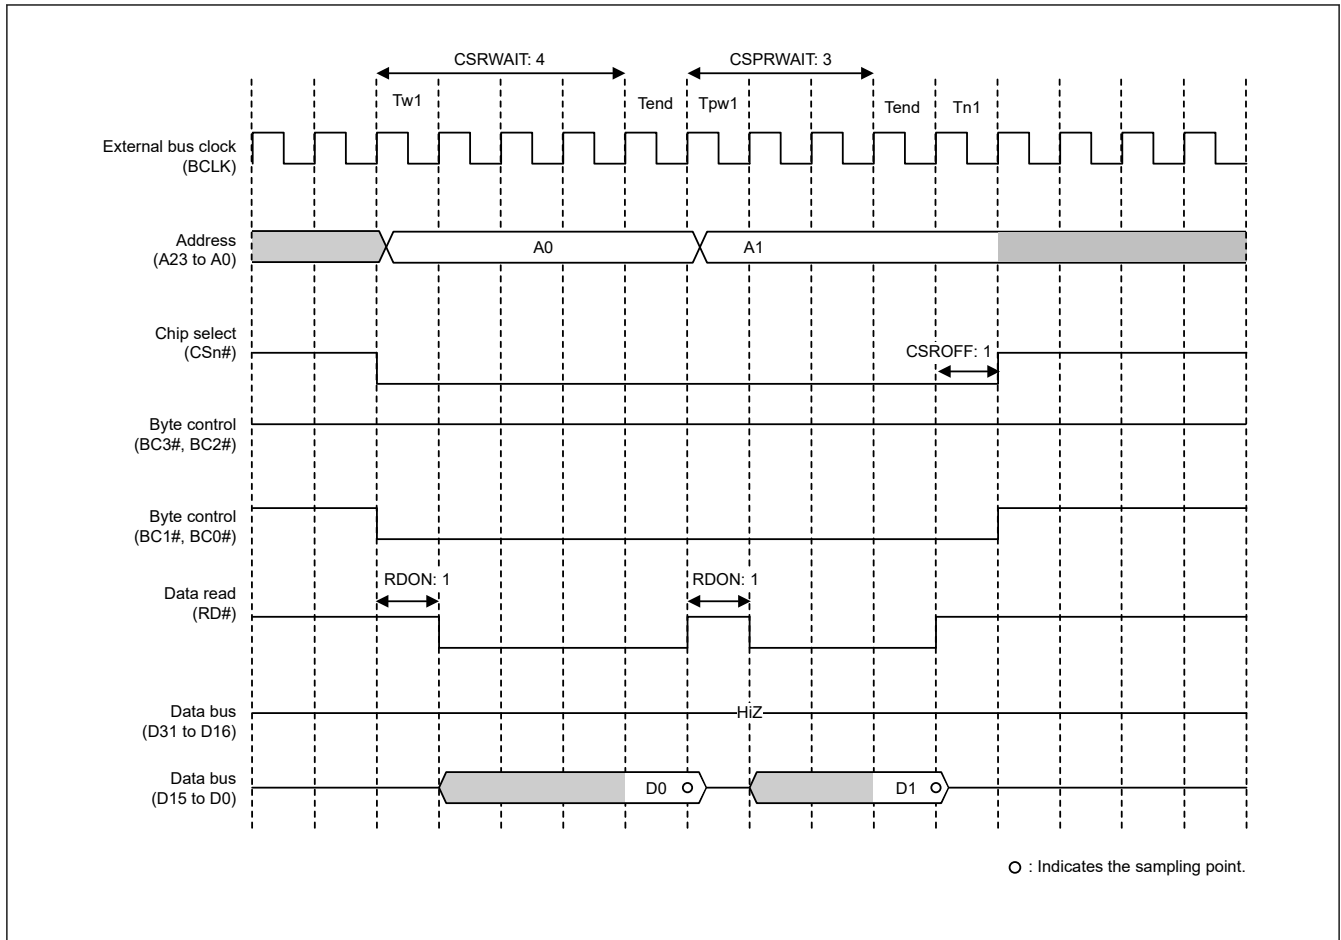 CSRWAIT: 4
CSPRWAIT: 3
Tw1
Tend
Tpw1
Tend
Tn1
External bus clock
(BCLK)
Address
(A23 to A0)
A0
A1
Chip select
(CSn#)
CSROFF: 1
Byte control
(BC3#, BC2#)
Byte control
(BC1#, BC0#)
Data read
(RD#)
RDON: 1
RDON: 1
Data bus
(D31 to D16)
HiZ
Data bus
(D15 to D0)
D0
D1
: Indicates the sampling point.